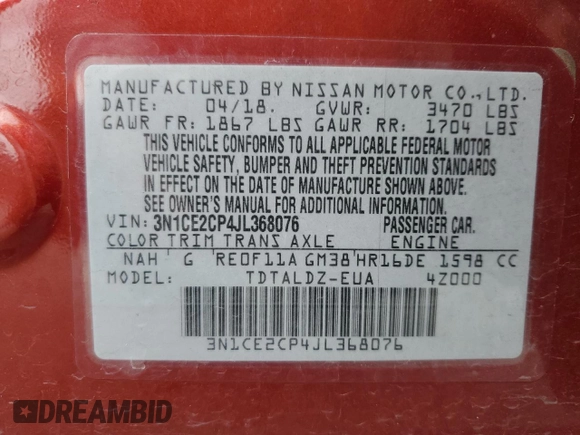 MANUFACTURED BY NISSAN MOTOR CO.,LTD.
DATE: 04/18. GVWR: 3470 LBS
GAWR FR: 1867 LBS GAWR RR: 1704 LBS
THIS VEHICLE CONFORMS TO ALL APPLICABLE FEDERAL MOTOR
VEHICLE SAFETY, BUMPER AND THEFT PREVENTION STANDARDS
IN EFFECT ON THE DATE OF MANUFACTURE SHOWN ABOVE.
SEE OWNER'S MANUAL FOR ADDITIONAL INFORMATION.
VIN: 3N1CE2CP4JL368076 PASSENGER CAR.
COLOR TRIM TRANS AXLE ENGINE
NAH G RE0F11A GM38 HR16DE 1598 CC
MODEL: TDTALDZ-EUA 4Z000
3N1CE2CP4JL368076
DREAMBID